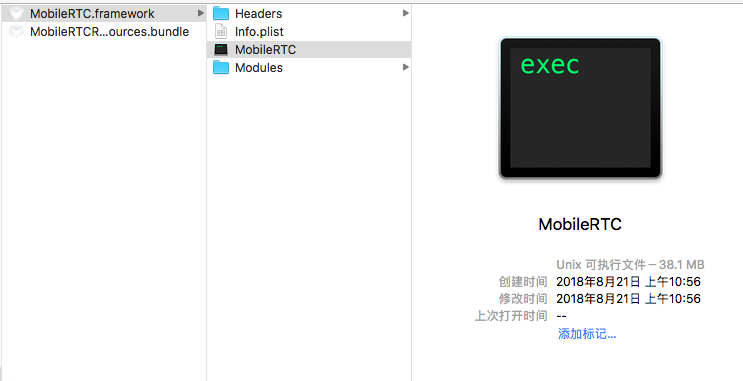 MobileRTC.framework
MobileRTCR...ources.bundle
Headers
Info.plist
MobileRTC
Modules
exec
MobileRTC
Unix 可执行文件 – 38.1 MB
创建时间 2018年8月21日 上午10:56
修改时间 2018年8月21日 上午10:56
上次打开时间 --
添加标记...